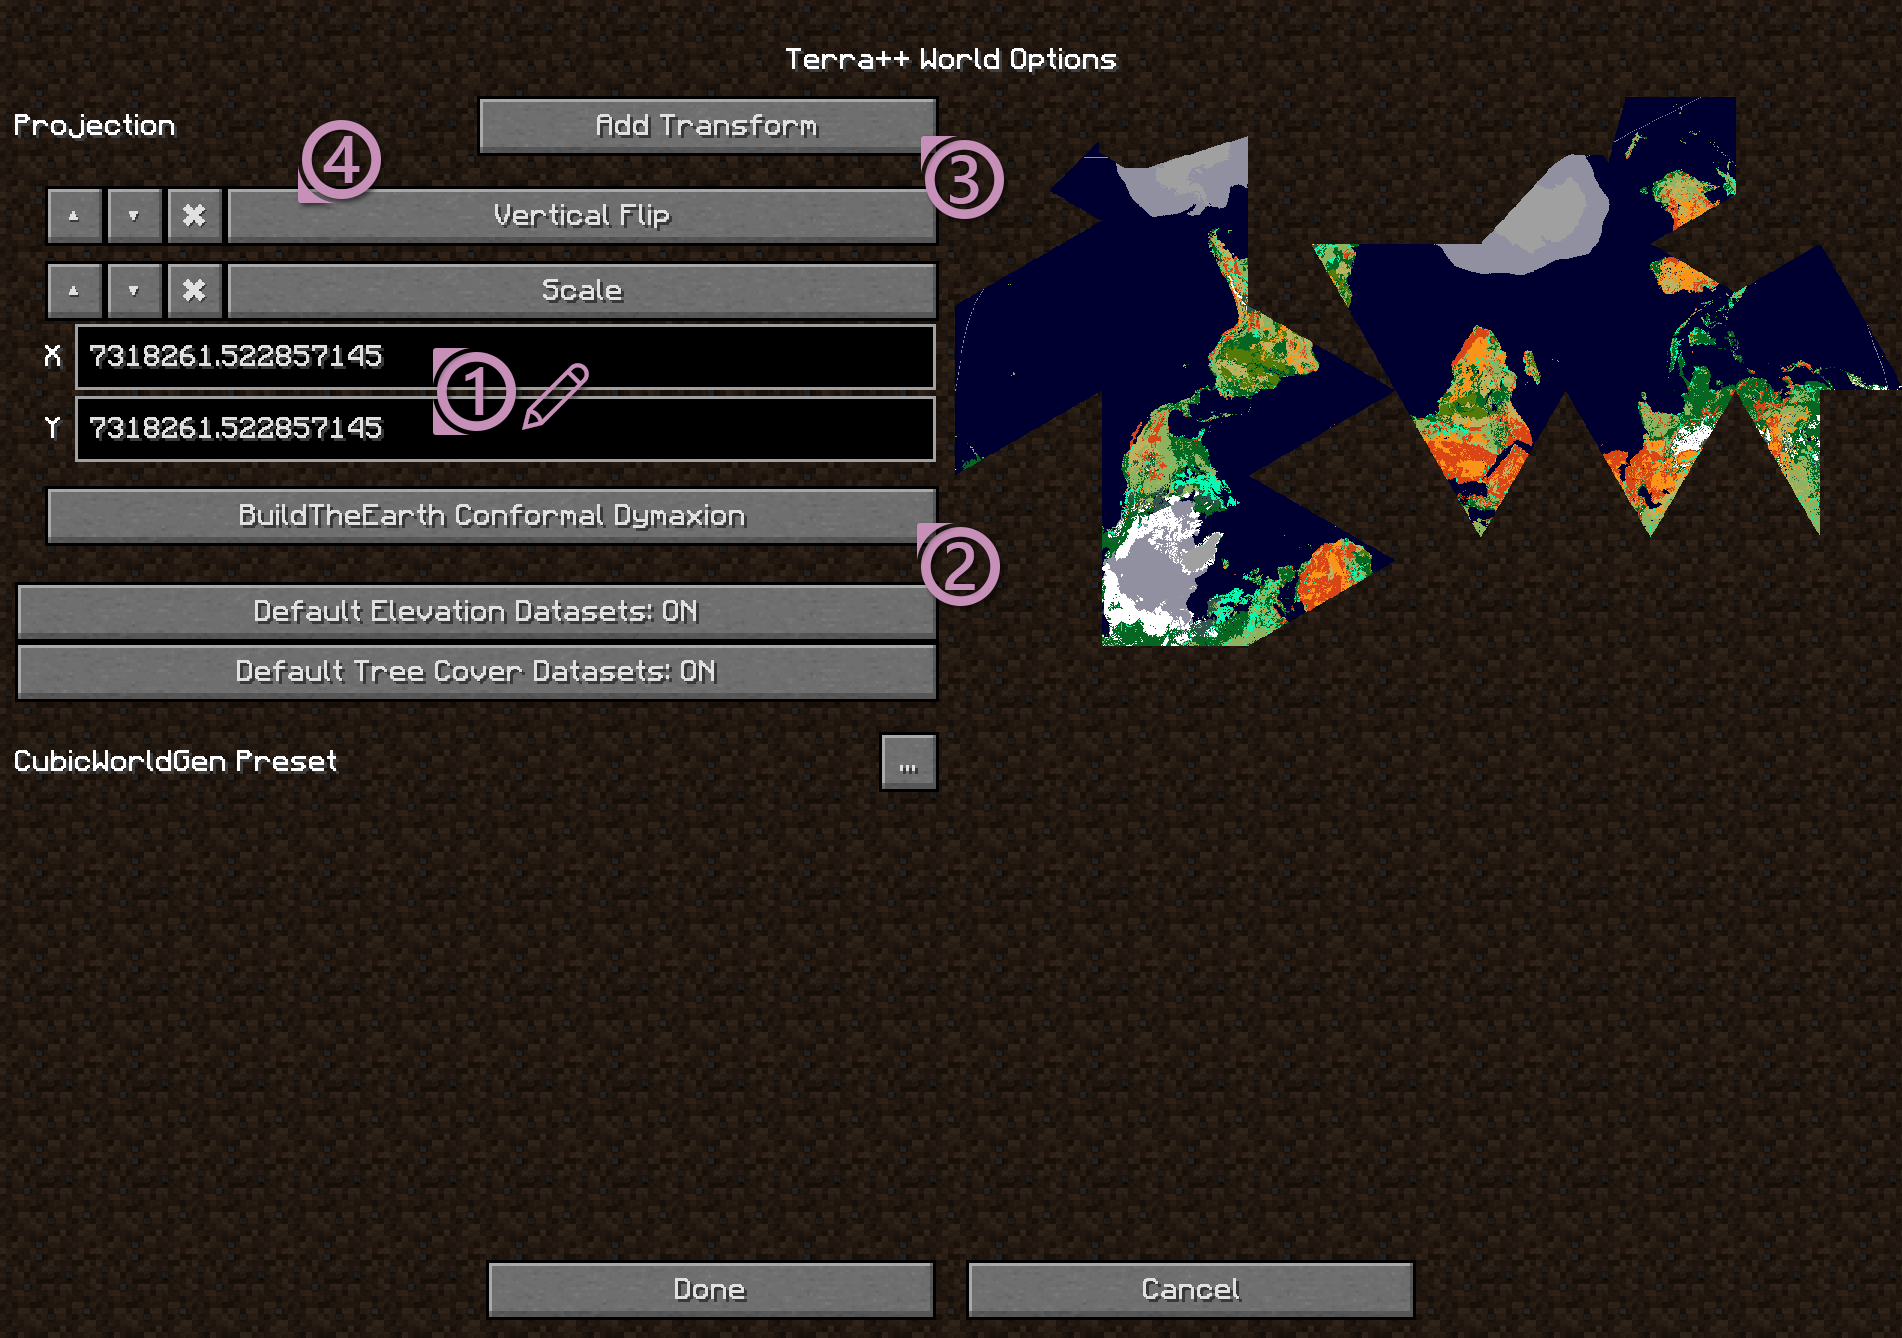 Terra++ World Options
Projection
Add Transform
④
③
▲ ▼ ✖ Vertical Flip
▲ ▼ ✖ Scale
X 7318261.522857145
①
Y 7318261.522857145
BuildTheEarth Conformal Dymaxion
②
Default Elevation Datasets: ON
Default Tree Cover Datasets: ON
CubicWorldGen Preset
...
Done
Cancel